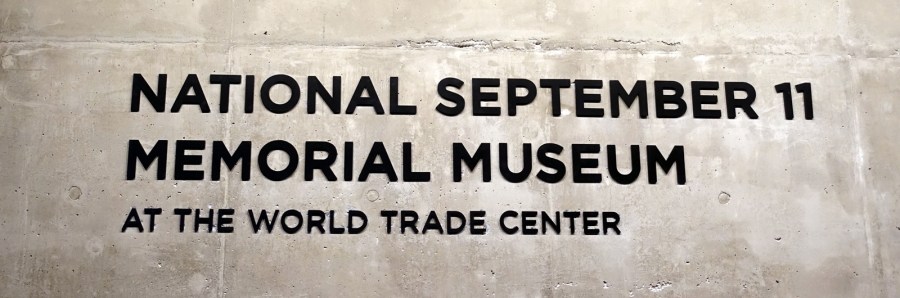 NATIONAL SEPTEMBER 11
MEMORIAL MUSEUM
AT THE WORLD TRADE CENTER